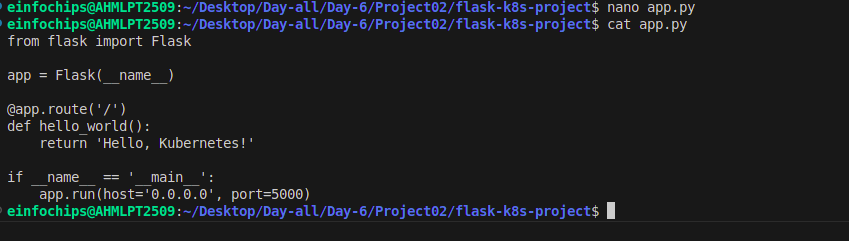 einfochips@AHMLPT2509:~/Desktop/Day-all/Day-6/Project02/flask-k8s-project$ nano app.py
einfochips@AHMLPT2509:~/Desktop/Day-all/Day-6/Project02/flask-k8s-project$ cat app.py
from flask import Flask

app = Flask(__name__)

@app.route('/')
def hello_world():
    return 'Hello, Kubernetes!'

if __name__ == '__main__':
    app.run(host='0.0.0.0', port=5000)
einfochips@AHMLPT2509:~/Desktop/Day-all/Day-6/Project02/flask-k8s-project$